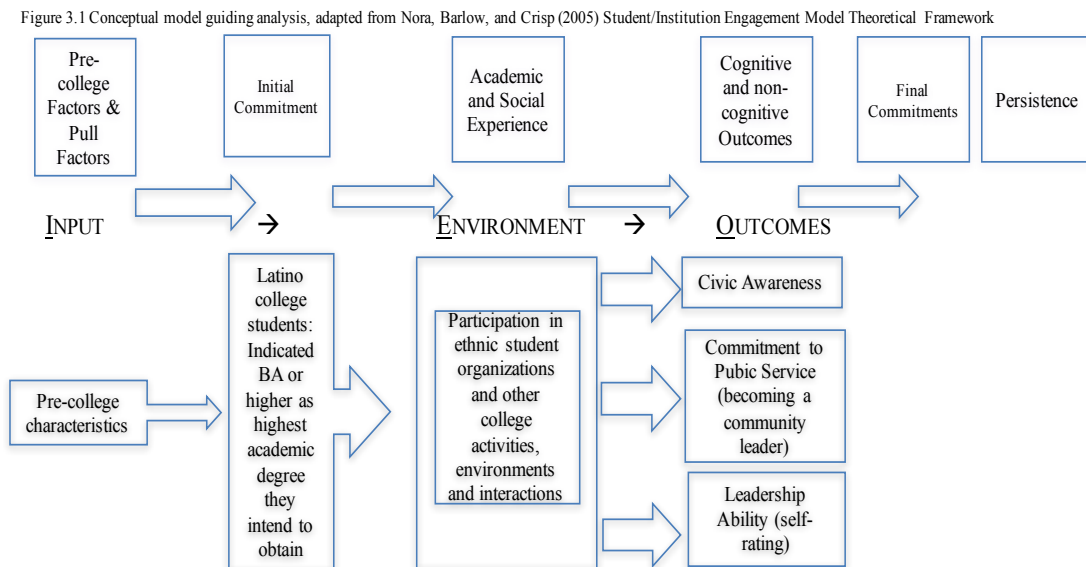 Figure 3.1 Conceptual model guiding analysis, adapted from Nora, Barlow, and Crisp (2005) Student/Institution Engagement Model Theoretical Framework
Pre-
college
Factors &
Pull
Factors
Initial
Commitment
Academic
and Social
Experience
Cognitive
and non-
cognitive
Outcomes
Final
Commitments
Persistence
INPUT → ENVIRONMENT → OUTCOMES
Pre-college
characteristics
Latino
college
students:
Indicated
BA or
higher as
highest
academic
degree
they
intend to
obtain
Participation in
ethnic student
organizations
and other
college
activities,
environments
and interactions
Civic Awareness
Commitment to
Pubic Service
(becoming a
community
leader)
Leadership
Ability (self-
rating)